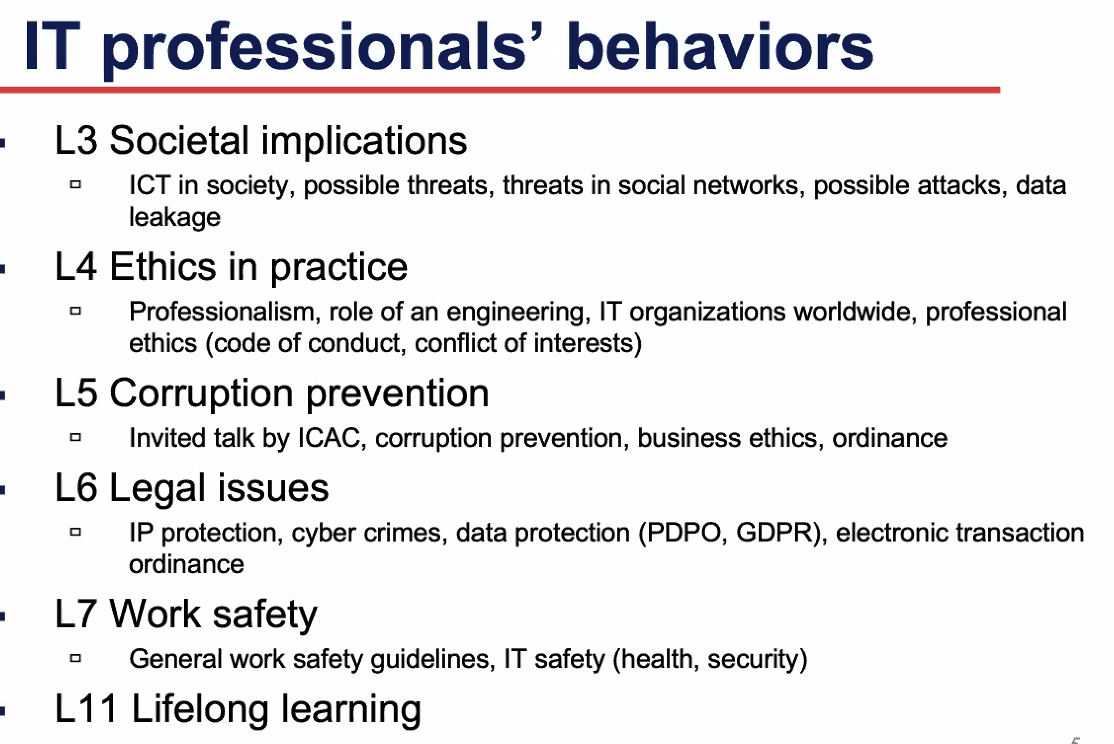 IT professionals’ behaviors
▪ L3 Societal implications
▫ ICT in society, possible threats, threats in social networks, possible attacks, data
leakage
▪ L4 Ethics in practice
▫ Professionalism, role of an engineering, IT organizations worldwide, professional
ethics (code of conduct, conflict of interests)
▪ L5 Corruption prevention
▫ Invited talk by ICAC, corruption prevention, business ethics, ordinance
▪ L6 Legal issues
▫ IP protection, cyber crimes, data protection (PDPO, GDPR), electronic transaction
ordinance
▪ L7 Work safety
▫ General work safety guidelines, IT safety (health, security)
▪ L11 Lifelong learning
5